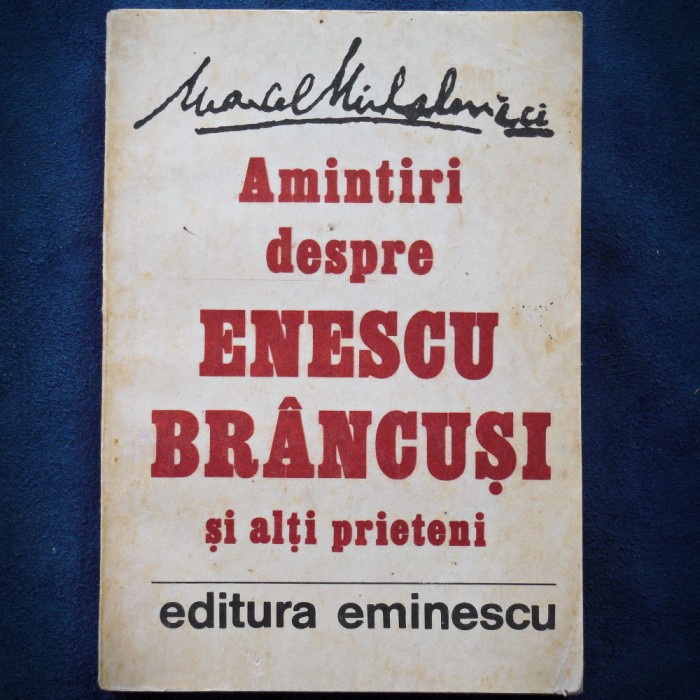 Marcel Mihalovici
Amintiri
despre
ENESCU
BRÂNCUȘI
și alți prieteni
editura eminescu